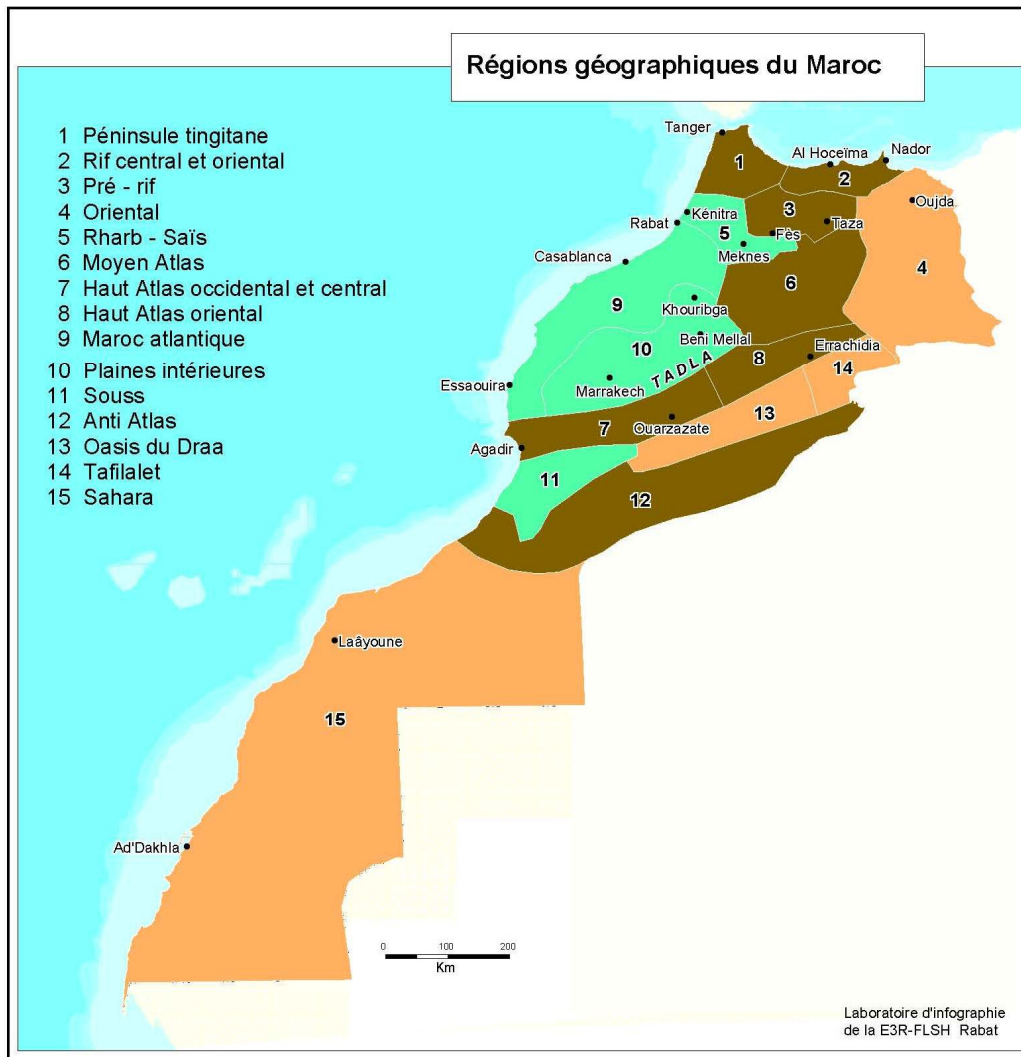 Régions géographiques du Maroc
1 Péninsule tingitane
2 Rif central et oriental
3 Pré - rif
4 Oriental
5 Rharb - Saïs
6 Moyen Atlas
7 Haut Atlas occidental et central
8 Haut Atlas oriental
9 Maroc atlantique
10 Plaines intérieures
11 Souss
12 Anti Atlas
13 Oasis du Draa
14 Tafilalet
15 Sahara
Tanger
1
Al Hoceïma
Nador
2
Oujda
Kénitra
3
Rabat
Taza
5
Fès
Meknes
Casablanca
4
6
Khouribga
9
Beni Mellal
10
8
Errachidia
TADLA
14
Marrakech
Essaouira
13
Ouarzazate
7
Agadir
11
12
Laâyoune
15
Ad'Dakhla
0 100 200
Km
Laboratoire d'infographie
de la E3R-FLSH Rabat